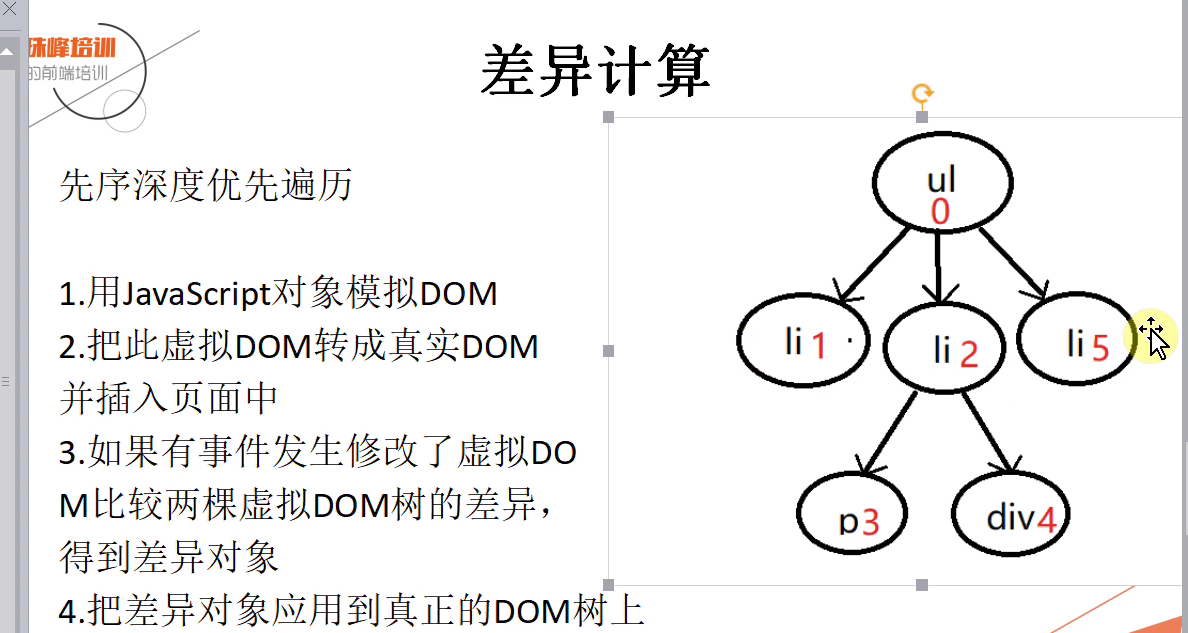 珠峰培训
的前端培训
差异计算
先序深度优先遍历
1.用JavaScript对象模拟DOM
2.把此虚拟DOM转成真实DOM
并插入页面中
3.如果有事件发生修改了虚拟DO
M比较两棵虚拟DOM树的差异，
得到差异对象
4.把差异对象应用到真正的DOM树上
ul
0
li 1
li 2
li 5
p3
div4